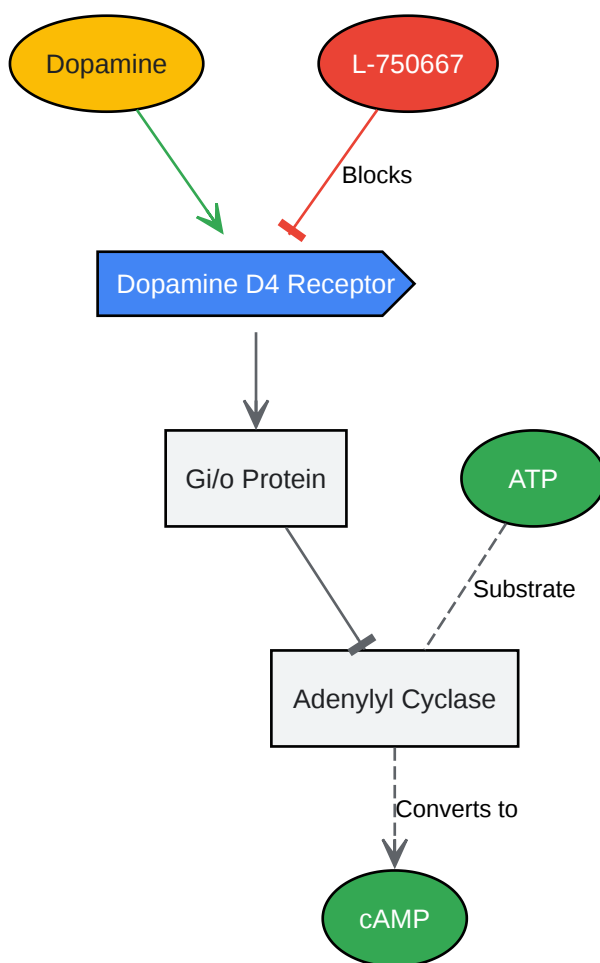 Dopamine
L-750667
Blocks
Dopamine D4 Receptor
Gi/o Protein
ATP
Substrate
Adenylyl Cyclase
Converts to
cAMP